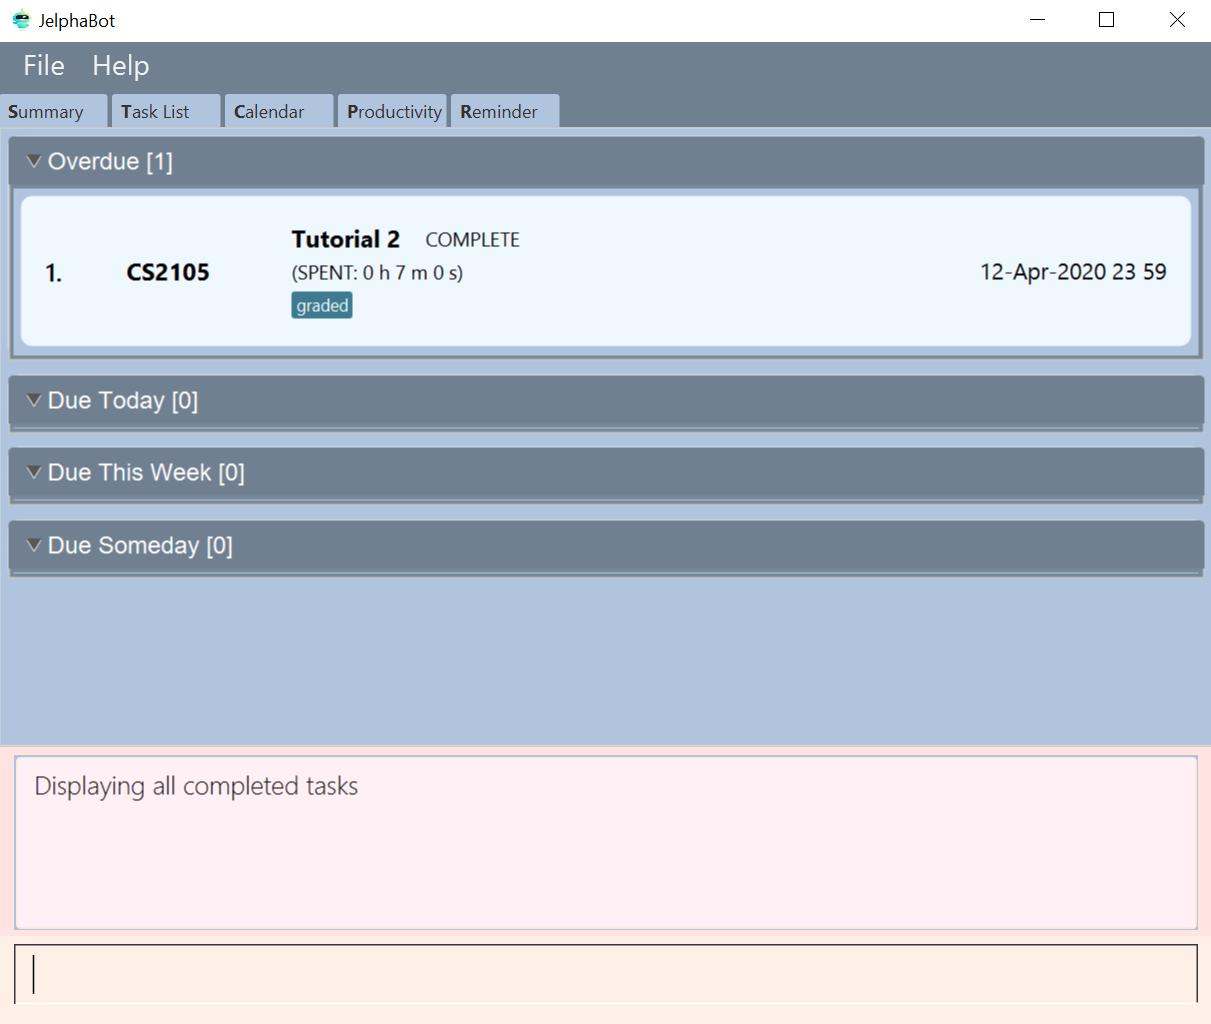 JelphaBot
File Help
Summary Task List Calendar Productivity Reminder
Overdue [1]
Tutorial 2 COMPLETE
1. CS2105 (SPENT: 0 h 7 m 0 s) 12-Apr-2020 23 59
graded
Due Today [0]
Due This Week [0]
Due Someday [0]
Displaying all completed tasks